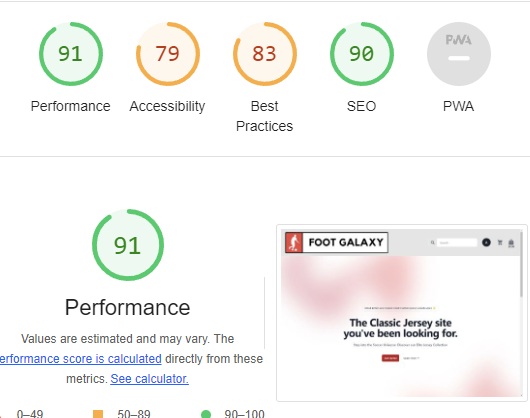 91 79 83 90 PWA
Performance Accessibility Best Practices SEO PWA
91
Performance
Values are estimated and may vary. The
erformance score is calculated directly from these
metrics. See calculator.
0–49 50–89 90–100
FOOT GALAXY
The Classic Jersey site
you've been looking for.